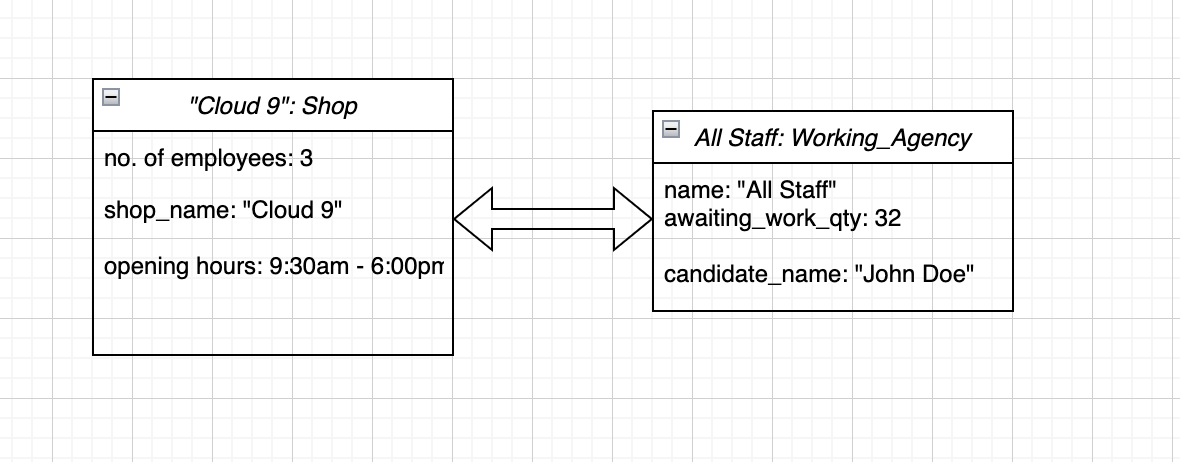 "Cloud 9": Shop
no. of employees: 3
shop_name: "Cloud 9"
opening hours: 9:30am - 6:00pm
All Staff: Working_Agency
name: "All Staff"
awaiting_work_qty: 32
candidate_name: "John Doe"